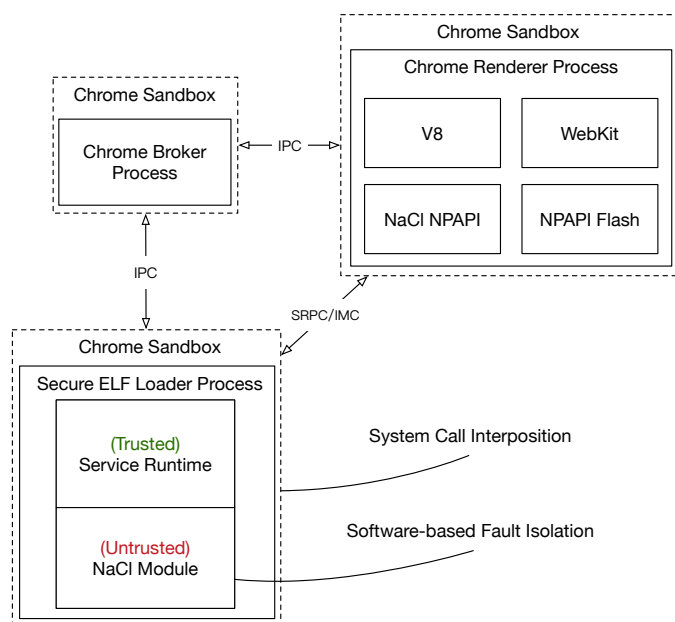 Chrome Sandbox
Chrome Renderer Process
V8
WebKit
NaCl NPAPI
NPAPI Flash
Chrome Sandbox
Chrome Broker
Process
IPC
IPC
SRPC/IMC
Chrome Sandbox
Secure ELF Loader Process
(Trusted)
Service Runtime
(Untrusted)
NaCl Module
System Call Interposition
Software-based Fault Isolation